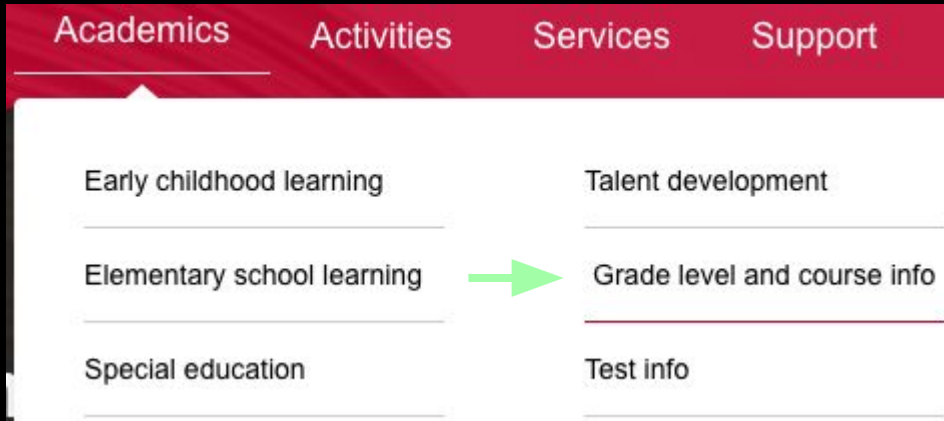 Academics Activities Services Support
Early childhood learning Talent development
Elementary school learning Grade level and course info
Special education Test info